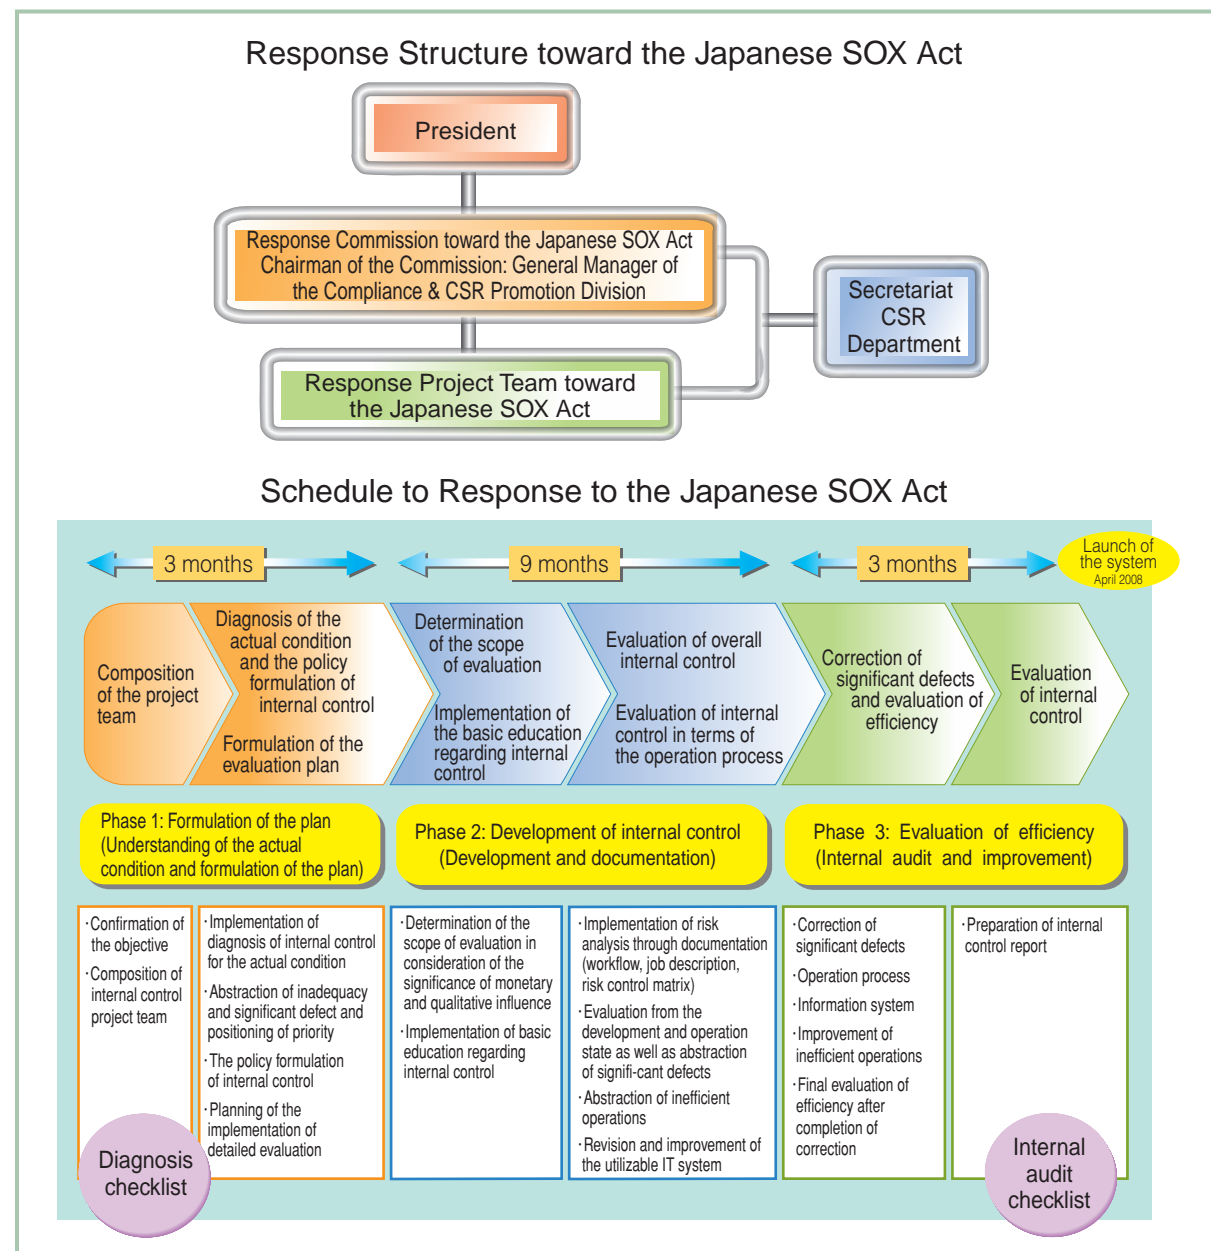 Response Structure toward the Japanese SOX Act
President
Response Commission toward the Japanese SOX Act
Chairman of the Commission: General Manager of
the Compliance & CSR Promotion Division
Secretariat
CSR
Department
Response Project Team toward
the Japanese SOX Act
Schedule to Response to the Japanese SOX Act
3 months
9 months
3 months
Launch of
the system
April 2008
Composition
of the project
team
Diagnosis of the
actual condition
and the policy
formulation of
internal control
Formulation of the
evaluation plan
Determination
of the scope
of evaluation
Implementation of
the basic education
regarding internal
control
Evaluation of overall
internal control
Evaluation of internal
control in terms of
the operation process
Correction of
significant defects
and evaluation of
efficiency
Evaluation
of internal
control
Phase 1: Formulation of the plan
(Understanding of the actual
condition and formulation of the plan)
Phase 2: Development of internal control
(Development and documentation)
Phase 3: Evaluation of efficiency
(Internal audit and improvement)
·Confirmation of
the objective
·Composition of
internal control
project team
·Implementation of
diagnosis of internal control
for the actual condition
·Abstraction of inadequacy
and significant defect and
positioning of priority
·The policy formulation
of internal control
·Planning of the
implementation of
detailed evaluation
·Determination of the
scope of evaluation in
consideration of the
significance of monetary
and qualitative influence
·Implementation of basic
education regarding
internal control
·Implementation of risk
analysis through documentation
(workflow, job description,
risk control matrix)
·Evaluation from the
development and operation
state as well as abstraction
of signifi-cant defects
·Abstraction of inefficient
operations
·Revision and improvement of
the utilizable IT system
·Correction of
significant defects
·Operation process
·Information system
·Improvement of
inefficient operations
·Final evaluation of
efficiency after
completion of
correction
·Preparation of internal
control report
Diagnosis
checklist
Internal
audit
checklist